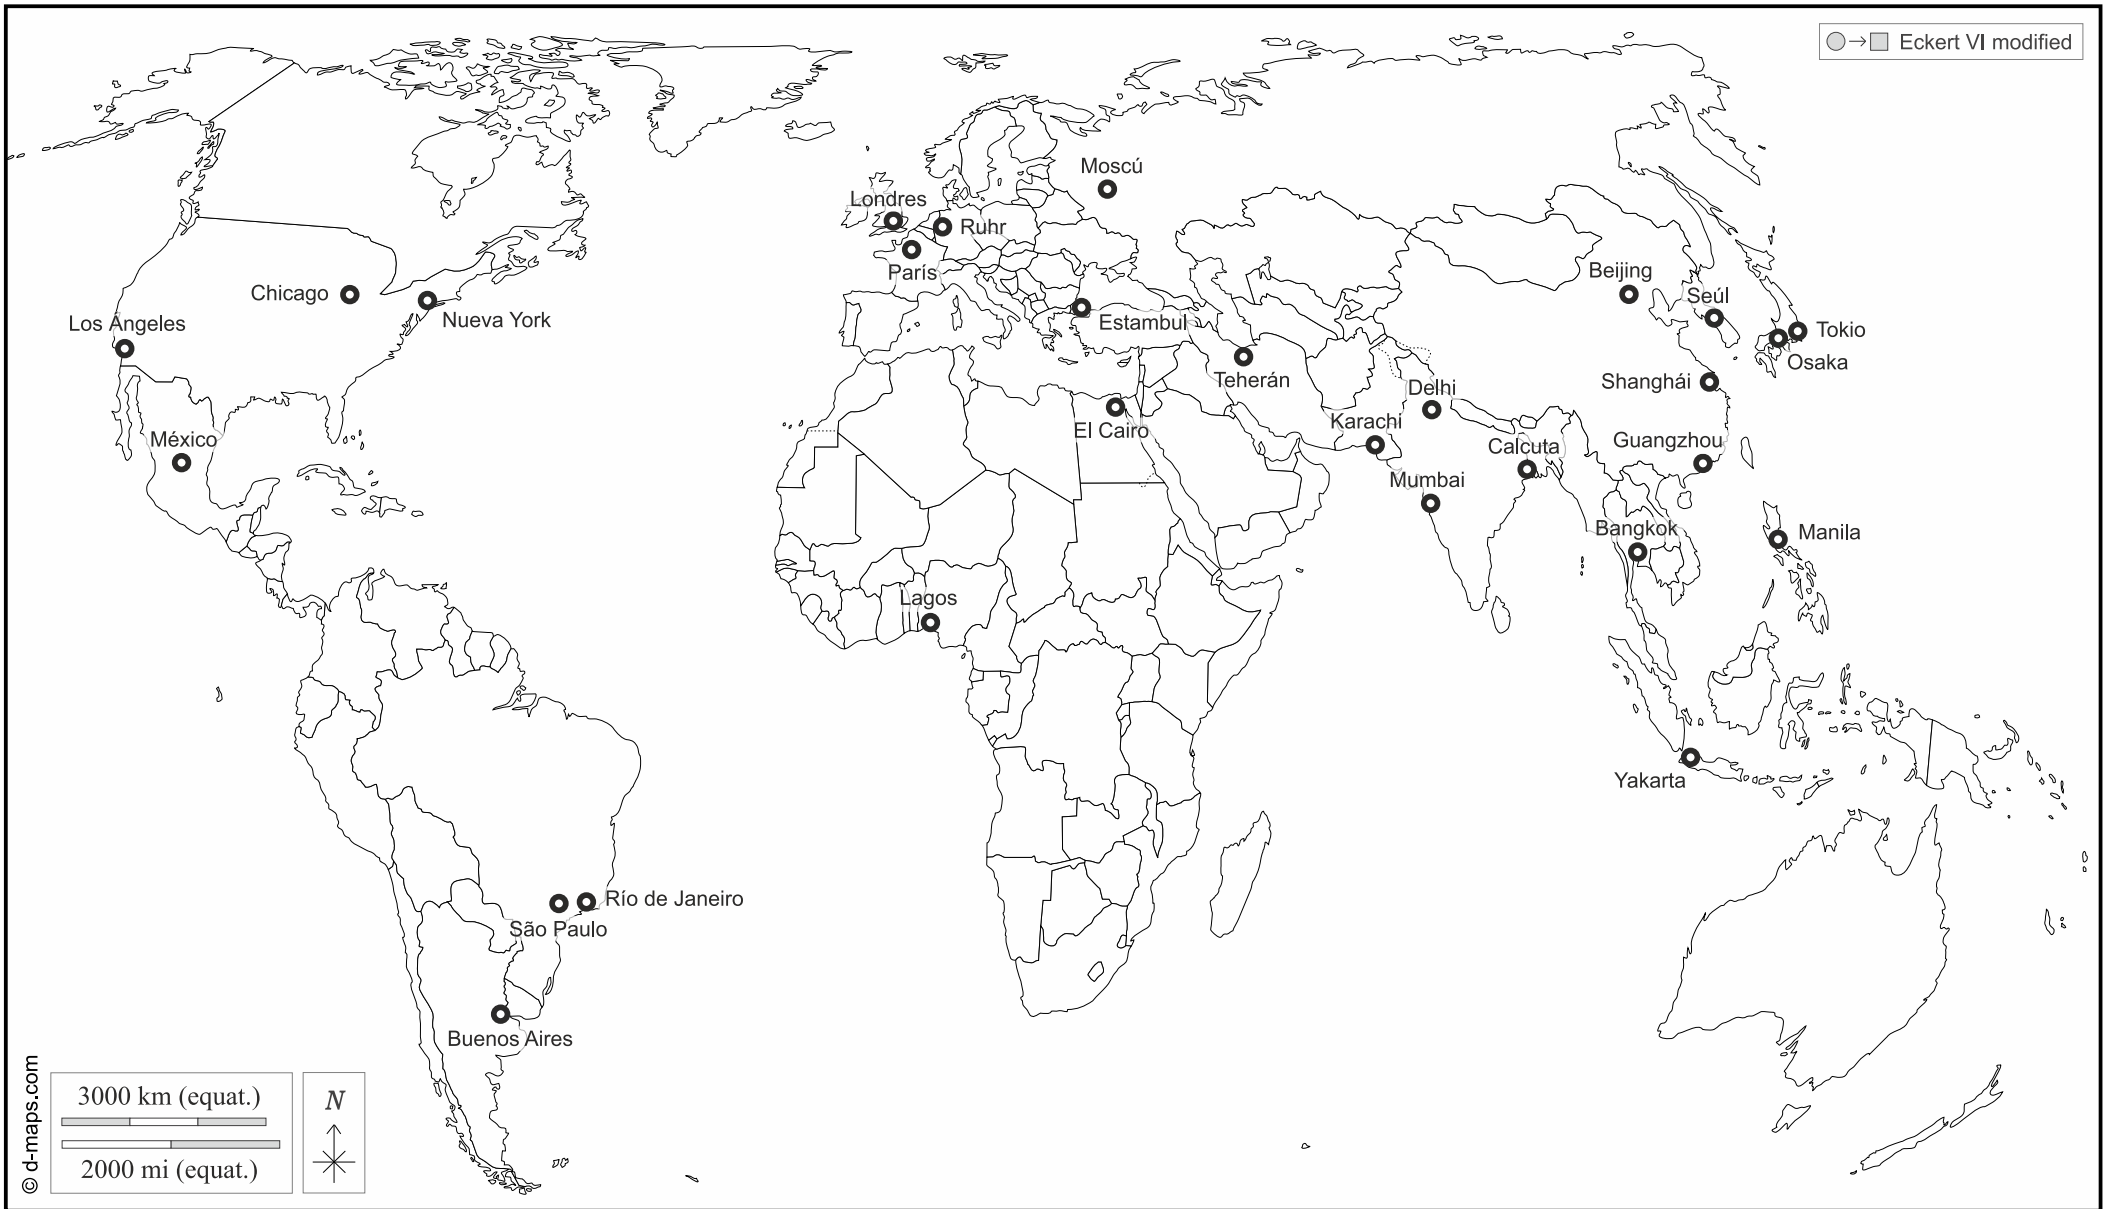 Eckert VI modified
Moscú
Londres
Ruhr
París
Chicago
Nueva York
Los Ángeles
Estambul
Beijing
Seúl
Tokio
Osaka
Teherán
Shanghái
Delhi
El Cairo
Karachi
México
Calcuta
Guangzhou
Mumbai
Bangkok
Manila
Lagos
Yakarta
Río de Janeiro
São Paulo
Buenos Aires
© d-maps.com
3000 km (equat.)
2000 mi (equat.)
N